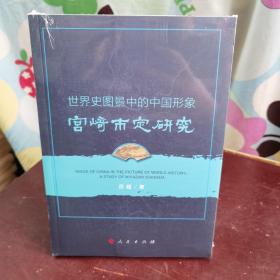 世界史图景中的中国形象
宫崎市定研究
IMAGE OF CHINA IN THE PICTURE OF WORLD HISTORY:
A STUDY OF MIYAZAKI ICHISADA
著
人民出版社